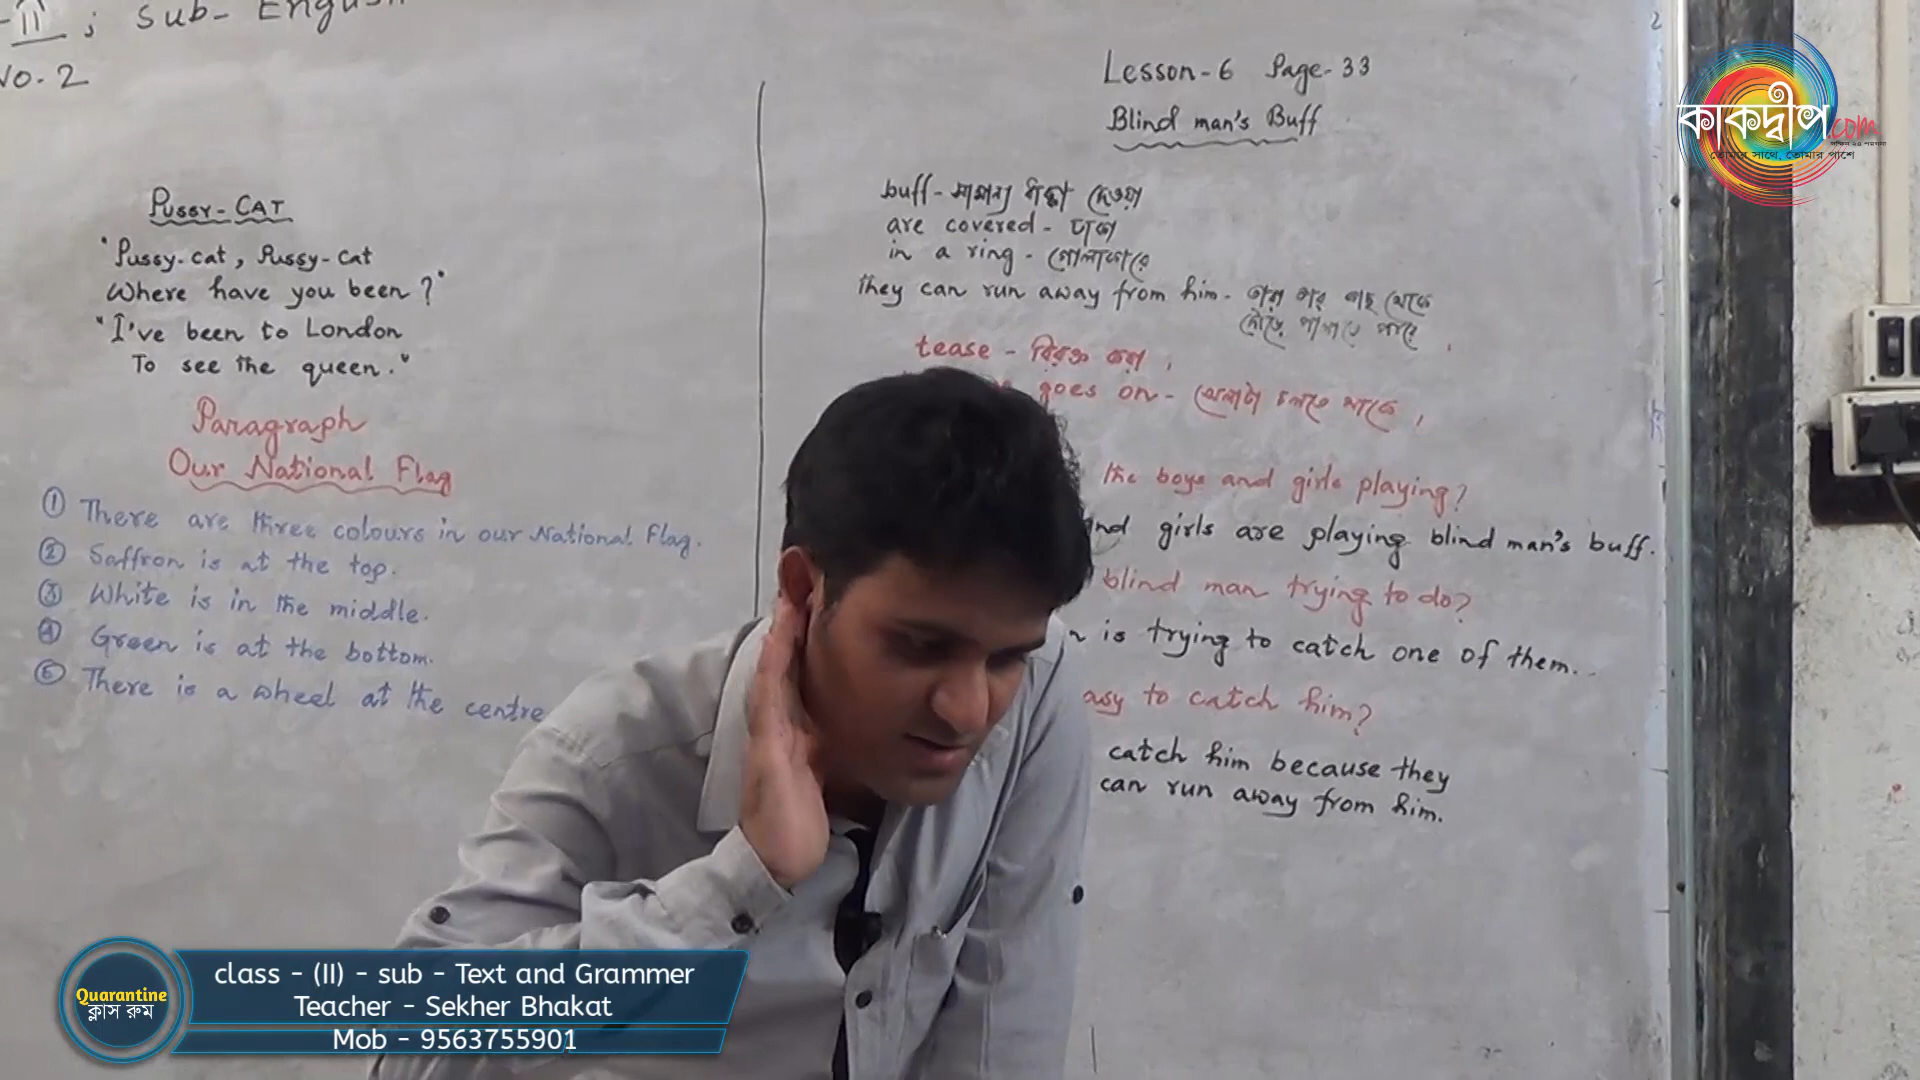 II ; Sub- English
No. 2
PUSSY-CAT
"Pussy-cat, Pussy-cat
Where have you been?"
"I've been to London
To see the queen."
Paragraph
Our National Flag
① There are three colours in our National Flag.
② Saffron is at the top.
③ White is in the middle.
④ Green is at the bottom.
⑤ There is a wheel at the centre
Lesson-6 Page-33
Blind man's Buff
buff - সামান্য ধাক্কা দেওয়া
are covered - ঢাকা
in a ring - গোলাকারে
they can run away from him - তারা তার কাছ থেকে
দৌড়ে পালাতে পারে
tease - বিরক্ত করা,
goes on - খেলাটা চলতে থাকে,
the boys and girls playing?
and girls are playing blind man's buff.
blind man trying to do?
is trying to catch one of them.
asy to catch him?
catch him because they
can run away from him.
কাকদ্বীপ.com
তোমার সাথে, তোমার পাশে
Quarantine
ক্লাস রুম
class - (II) - sub - Text and Grammer
Teacher - Sekher Bhakat
Mob - 9563755901